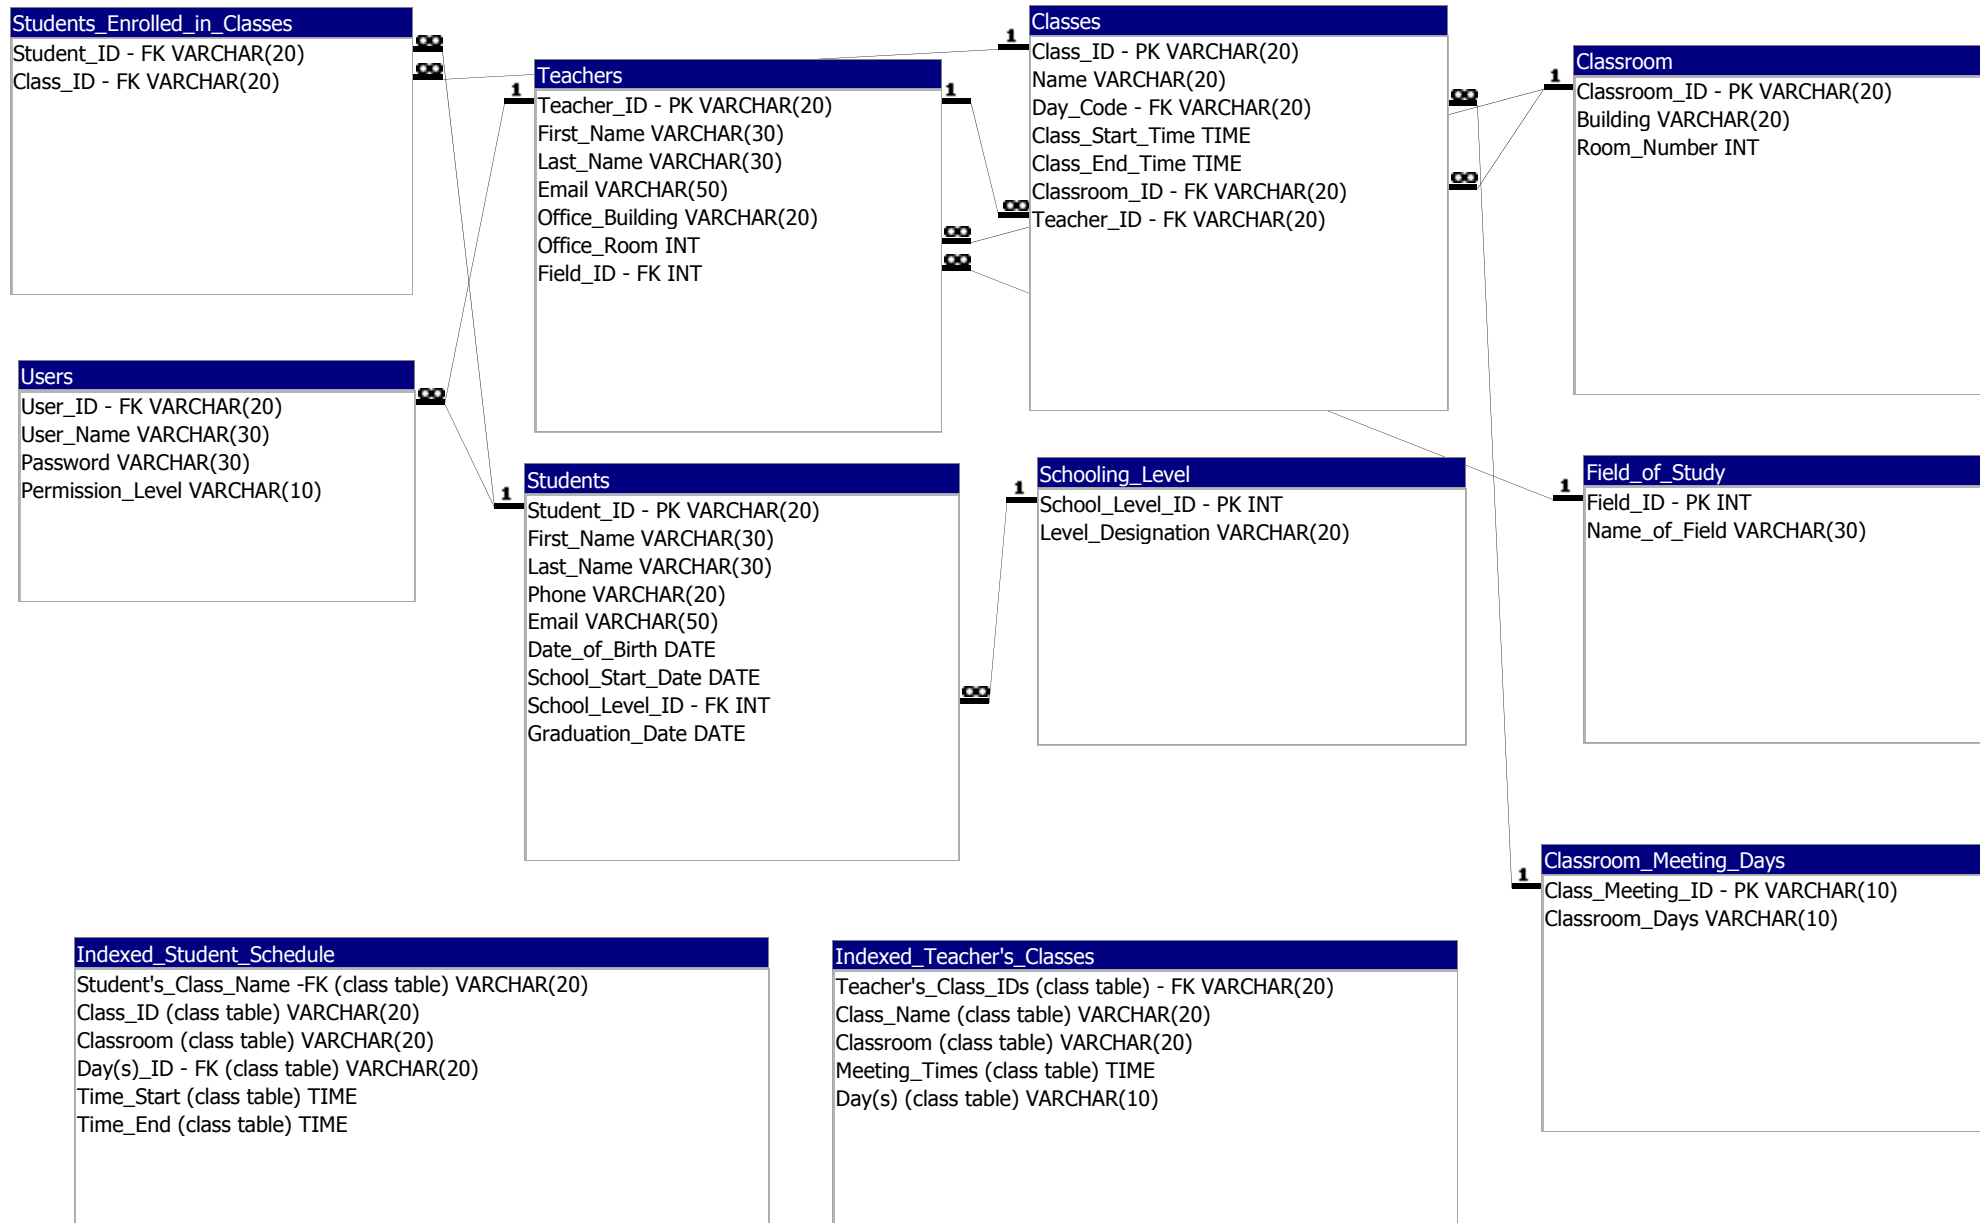 Students_Enrolled_in_Classes
Student_ID - FK VARCHAR(20)
Class_ID - FK VARCHAR(20)
∞
∞
Teachers
Teacher_ID - PK VARCHAR(20)
First_Name VARCHAR(30)
Last_Name VARCHAR(30)
Email VARCHAR(50)
Office_Building VARCHAR(20)
Office_Room INT
Field_ID - FK INT
1
1
∞
∞
Classes
Class_ID - PK VARCHAR(20)
Name VARCHAR(20)
Day_Code - FK VARCHAR(20)
Class_Start_Time TIME
Class_End_Time TIME
Classroom_ID - FK VARCHAR(20)
Teacher_ID - FK VARCHAR(20)
1
∞
∞
∞
Classroom
Classroom_ID - PK VARCHAR(20)
Building VARCHAR(20)
Room_Number INT
1
Users
User_ID - FK VARCHAR(20)
User_Name VARCHAR(30)
Password VARCHAR(30)
Permission_Level VARCHAR(10)
∞
Students
Student_ID - PK VARCHAR(20)
First_Name VARCHAR(30)
Last_Name VARCHAR(30)
Phone VARCHAR(20)
Email VARCHAR(50)
Date_of_Birth DATE
School_Start_Date DATE
School_Level_ID - FK INT
Graduation_Date DATE
1
∞
Schooling_Level
School_Level_ID - PK INT
Level_Designation VARCHAR(20)
1
Field_of_Study
Field_ID - PK INT
Name_of_Field VARCHAR(30)
1
Classroom_Meeting_Days
Class_Meeting_ID - PK VARCHAR(10)
Classroom_Days VARCHAR(10)
1
Indexed_Student_Schedule
Student's_Class_Name -FK (class table) VARCHAR(20)
Class_ID (class table) VARCHAR(20)
Classroom (class table) VARCHAR(20)
Day(s)_ID - FK (class table) VARCHAR(20)
Time_Start (class table) TIME
Time_End (class table) TIME
Indexed_Teacher's_Classes
Teacher's_Class_IDs (class table) - FK VARCHAR(20)
Class_Name (class table) VARCHAR(20)
Classroom (class table) VARCHAR(20)
Meeting_Times (class table) TIME
Day(s) (class table) VARCHAR(10)